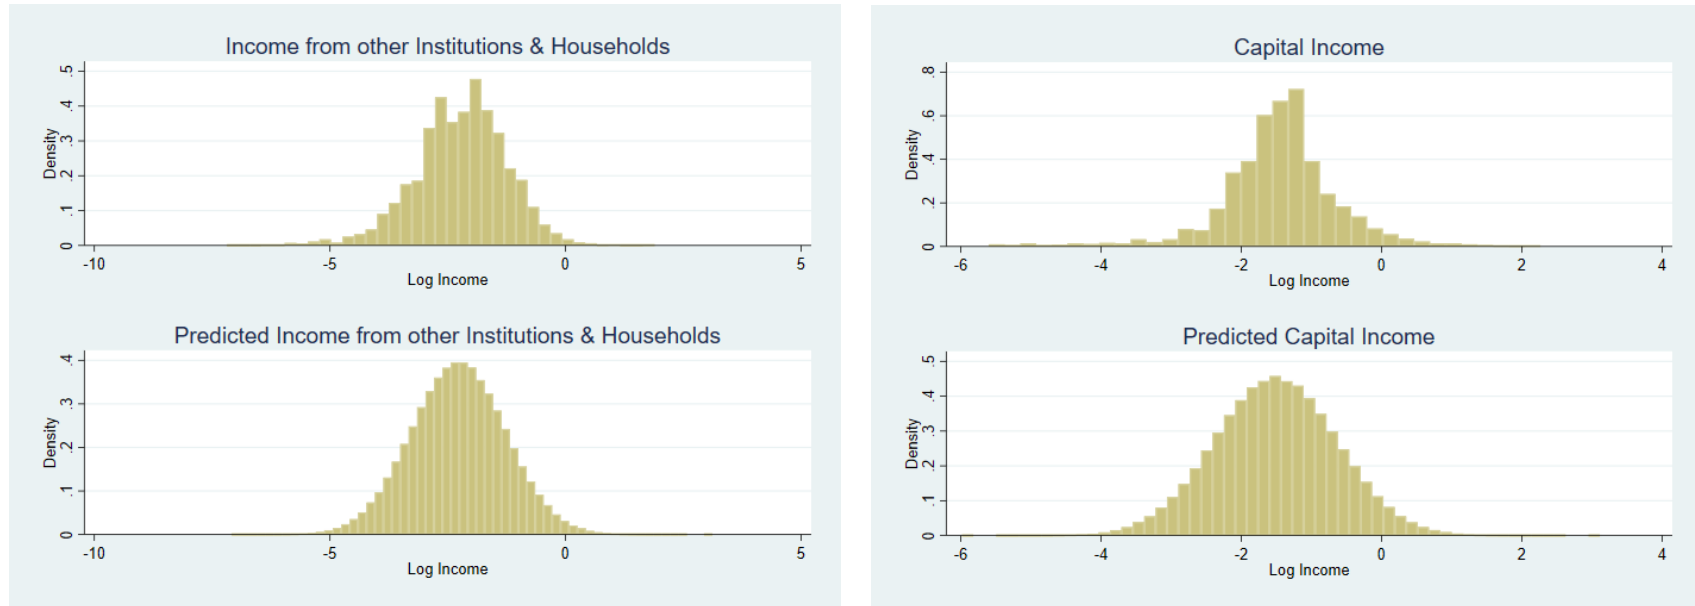 Income from other Institutions & Households
Density
.5
.4
.3
.2
.1
0
-10 -5 0 5
Log Income
Predicted Income from other Institutions & Households
Density
.4
.3
.2
.1
0
-10 -5 0 5
Log Income
Capital Income
Density
.8
.6
.4
.2
0
-6 -4 -2 0 2 4
Log Income
Predicted Capital Income
Density
.5
.4
.3
.2
.1
0
-6 -4 -2 0 2 4
Log Income